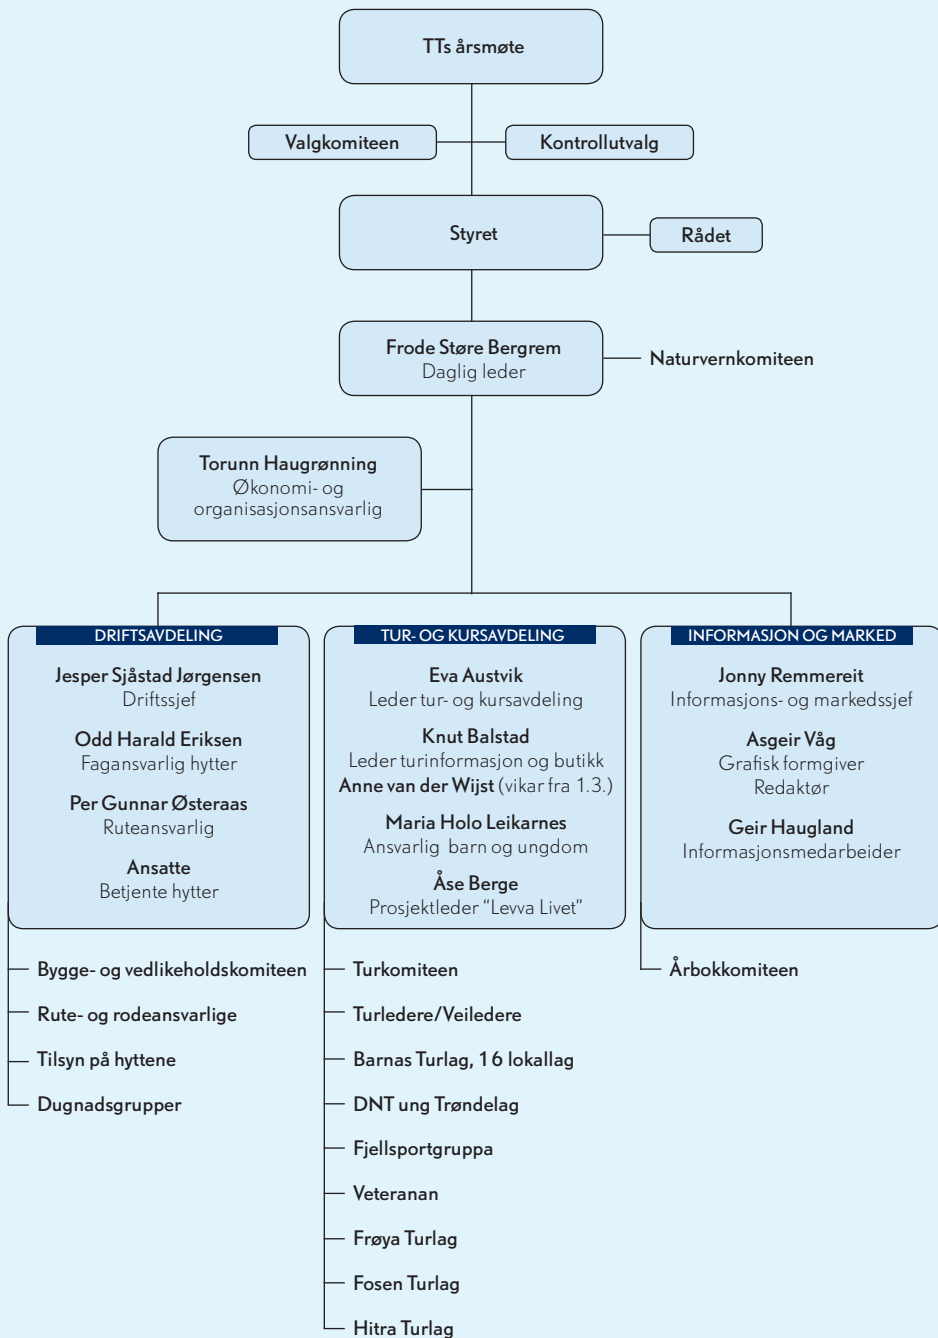 TTs årsmøte
Valgkomiteen
Kontrollutvalg
Styret
Rådet
Frode Støre Bergrem
Daglig leder
Naturvernkomiteen
Torunn Haugrønning
Økonomi- og
organisasjonsansvarlig
DRIFTSAVDELING
Jesper Sjåstad Jørgensen
Driftssjef
Odd Harald Eriksen
Fagansvarlig hytter
Per Gunnar Østeraas
Ruteansvarlig
Ansatte
Betjente hytter
Bygge- og vedlikeholdskomiteen
Rute- og rodeansvarlige
Tilsyn på hyttene
Dugnadsgrupper
TUR- OG KURSAVDELING
Eva Austvik
Leder tur- og kursavdeling
Knut Balstad
Leder turinformasjon og butikk
Anne van der Wijst (vikar fra 1.3.)
Maria Holo Leikarnes
Ansvarlig barn og ungdom
Åse Berge
Prosjektleder “Levva Livet”
Turkomiteen
Turledere/Veiledere
Barnas Turlag, 16 lokallag
DNT ung Trøndelag
Fjellsportgruppa
Veteranan
Frøya Turlag
Fosen Turlag
Hitra Turlag
INFORMASJON OG MARKED
Jonny Remmereit
Informasjons- og markedssjef
Asgeir Våg
Grafisk formgiver
Redaktør
Geir Haugland
Informasjonsmedarbeider
Årbokkomiteen